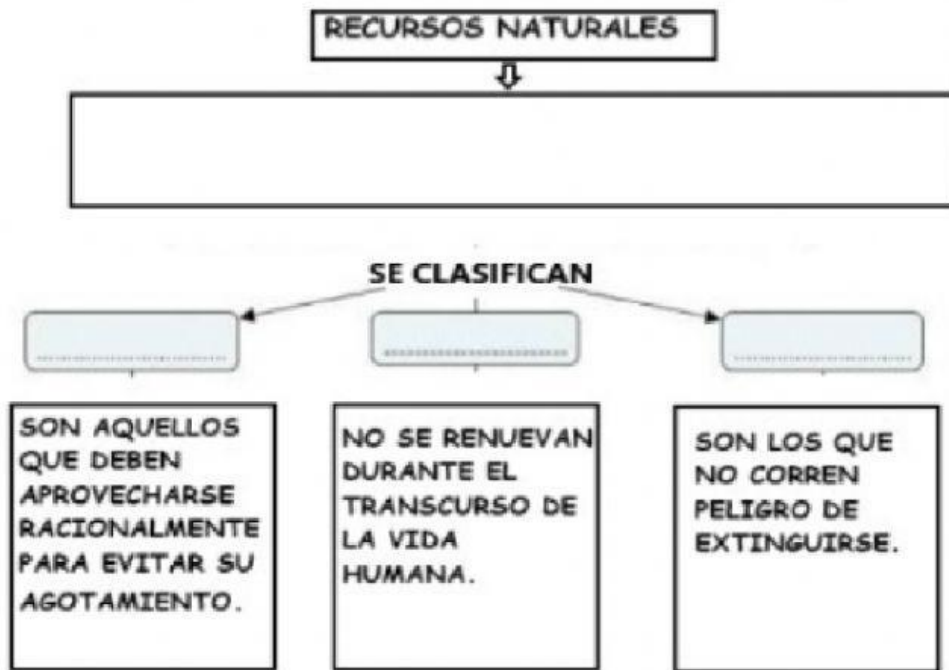 RECURSOS NATURALES
SE CLASIFICAN
SON AQUELLOS
QUE DEBEN
APROVECHARSE
RACIONALMENTE
PARA EVITAR SU
AGOTAMIENTO.
NO SE RENUEVAN
DURANTE EL
TRANSCURSO DE
LA VIDA
HUMANA.
SON LOS QUE
NO CORREN
PELIGRO DE
EXTINGUIRSE.